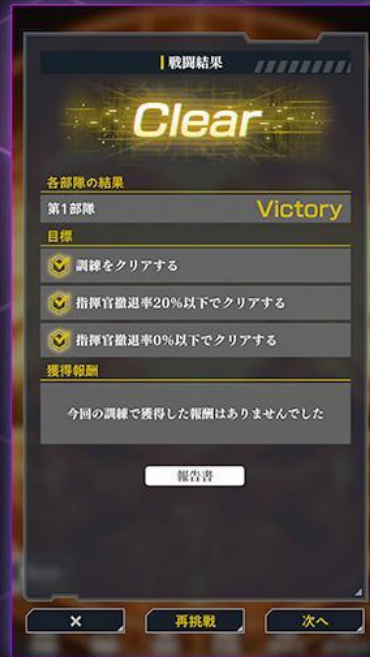 戦闘結果
Clear
各部隊の結果
第1部隊 Victory
目標
訓練をクリアする
指揮官撤退率20%以下でクリアする
指揮官撤退率0%以下でクリアする
獲得報酬
今回の訓練で獲得した報酬はありませんでした
報告書
× 再挑戦 次へ